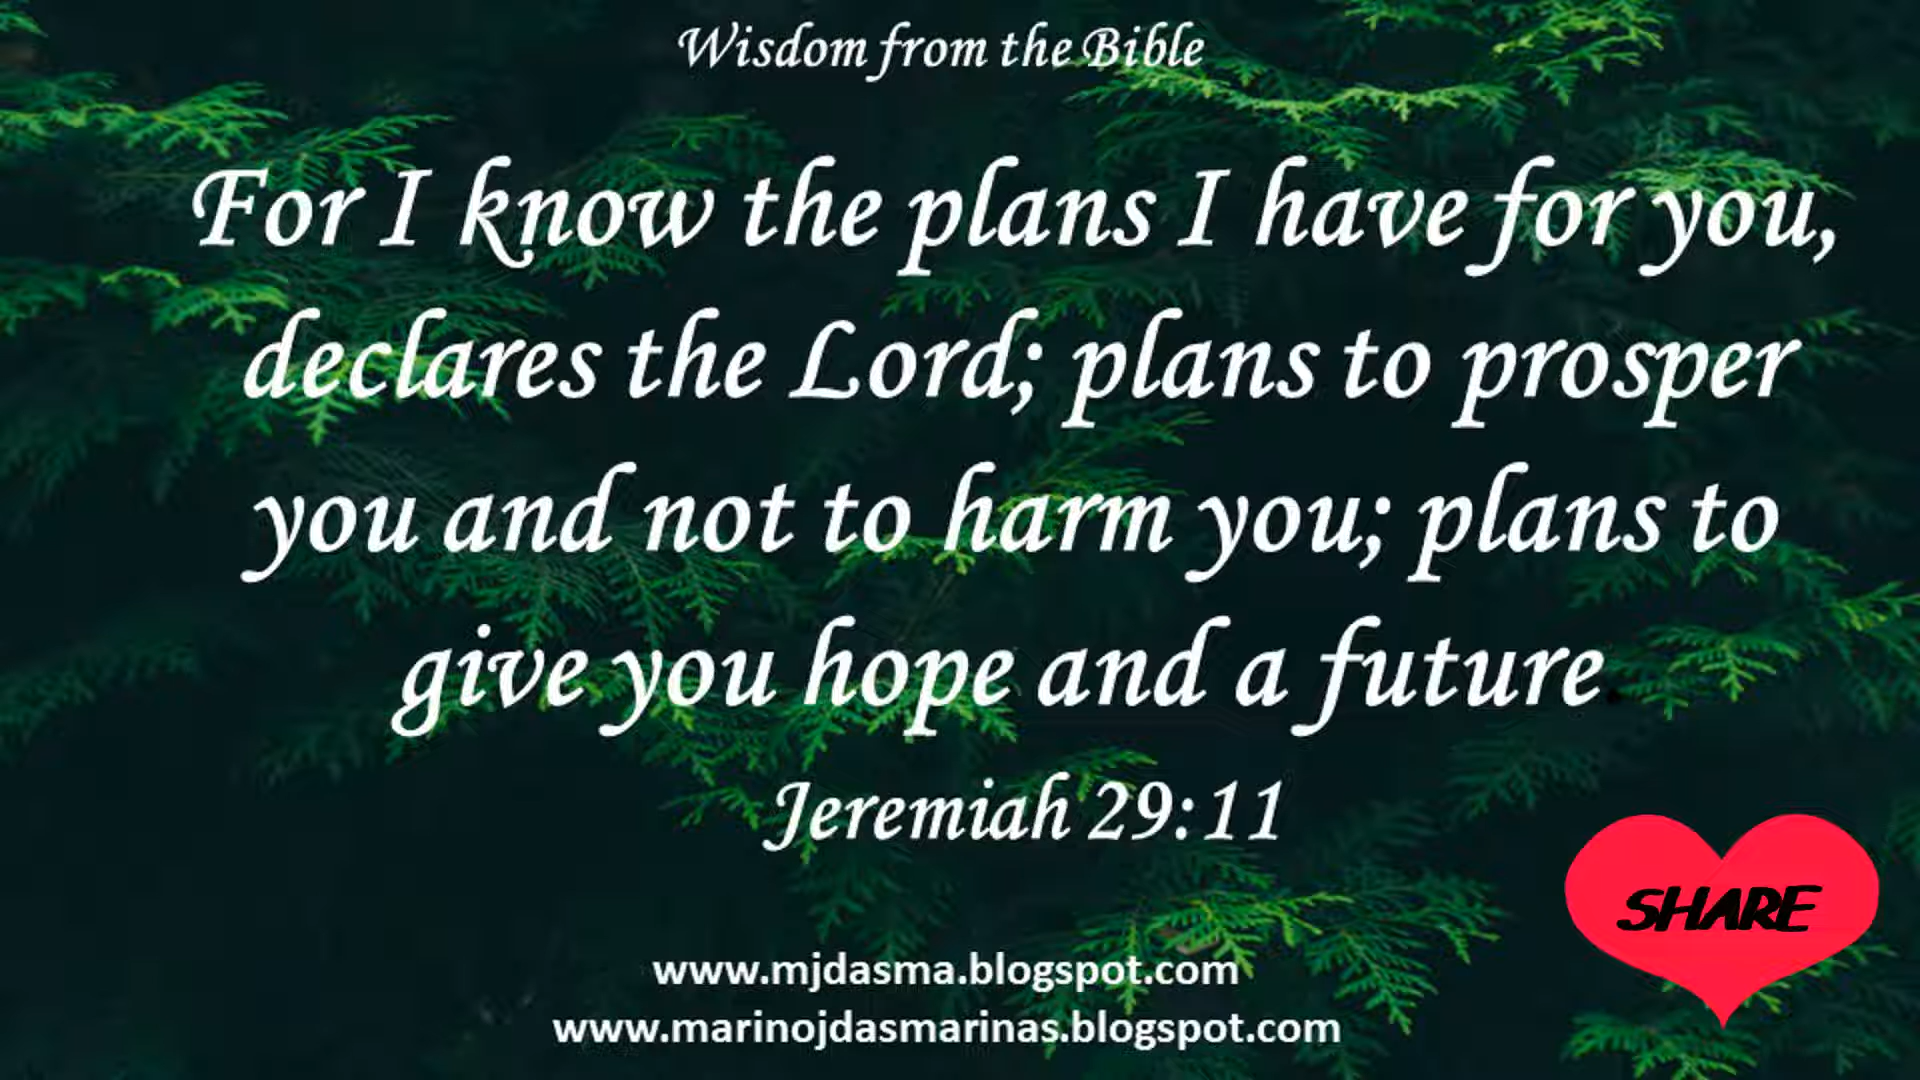 Wisdom from the Bible
For I know the plans I have for you,
declares the Lord; plans to prosper
you and not to harm you; plans to
give you hope and a future.
Jeremiah 29:11
SHARE
www.mjdasma.blogspot.com
www.marinojdasmarinas.blogspot.com